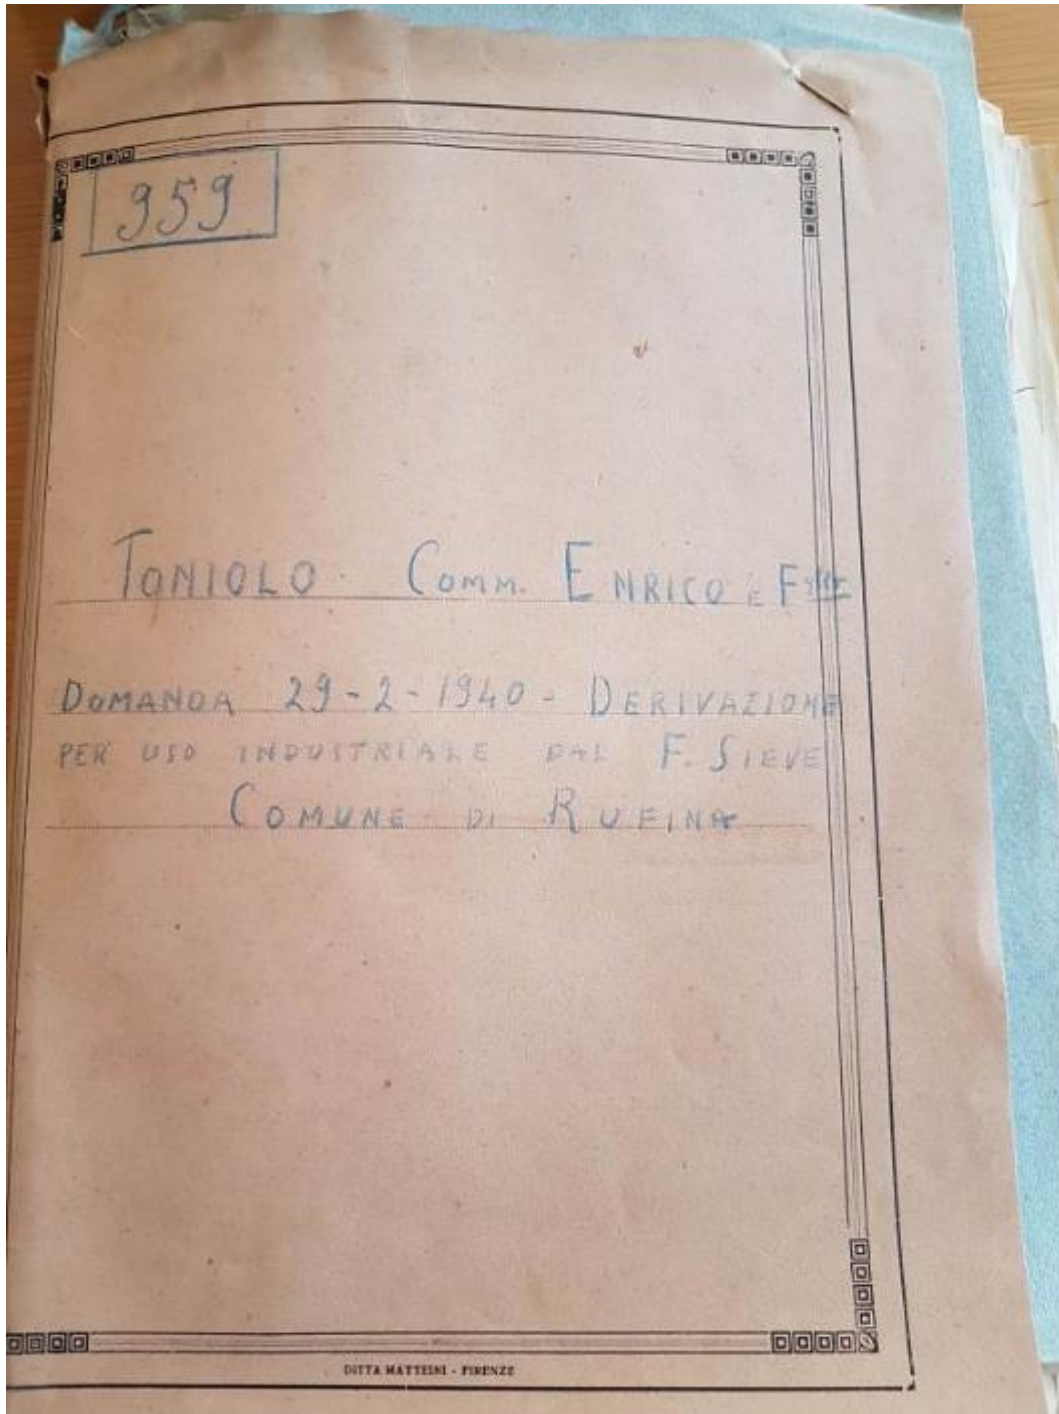 959
TONIOLO COMM. ENRICO E F.LLI
DOMANDA 29-2-1940 - DERIVAZIONE
PER USO INDUSTRIALE DAL F. SIEVE
COMUNE DI RUFINA
DITTA MATTEINI - FIRENZE